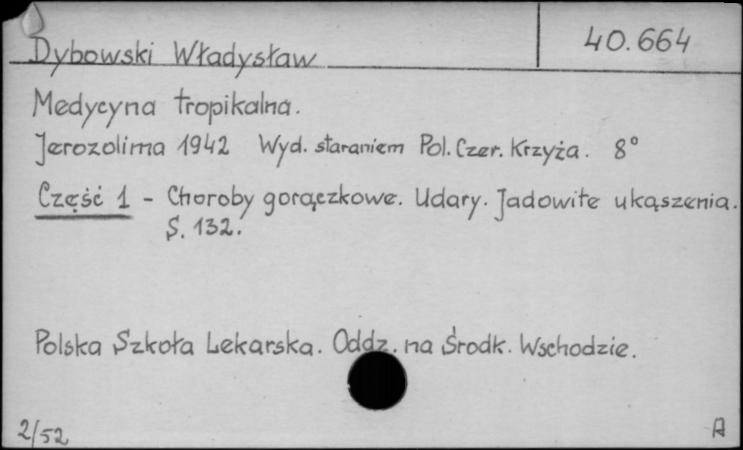 40.664
Dybowski Władysław
Medycyna tropikalna.
Jerozolima 1942 Wyd. staraniem Pol. Czer. Krzyża. 8°
Część 1 - Choroby gorączkowe. Udary. Jadowite ukąszenia.
S. 132.
Polska Szkoła Lekarska. Oddz. na Środk. Wschodzie.
2/52
A